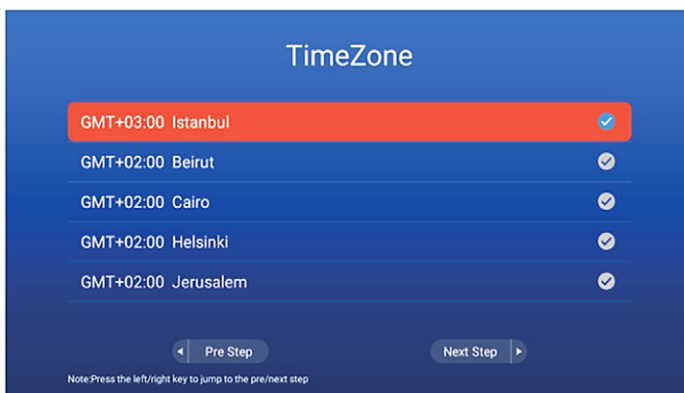 TimeZone
GMT+03:00 Istanbul
GMT+02:00 Beirut
GMT+02:00 Cairo
GMT+02:00 Helsinki
GMT+02:00 Jerusalem
Pre Step Next Step
Note:Press the left/right key to jump to the pre/next step